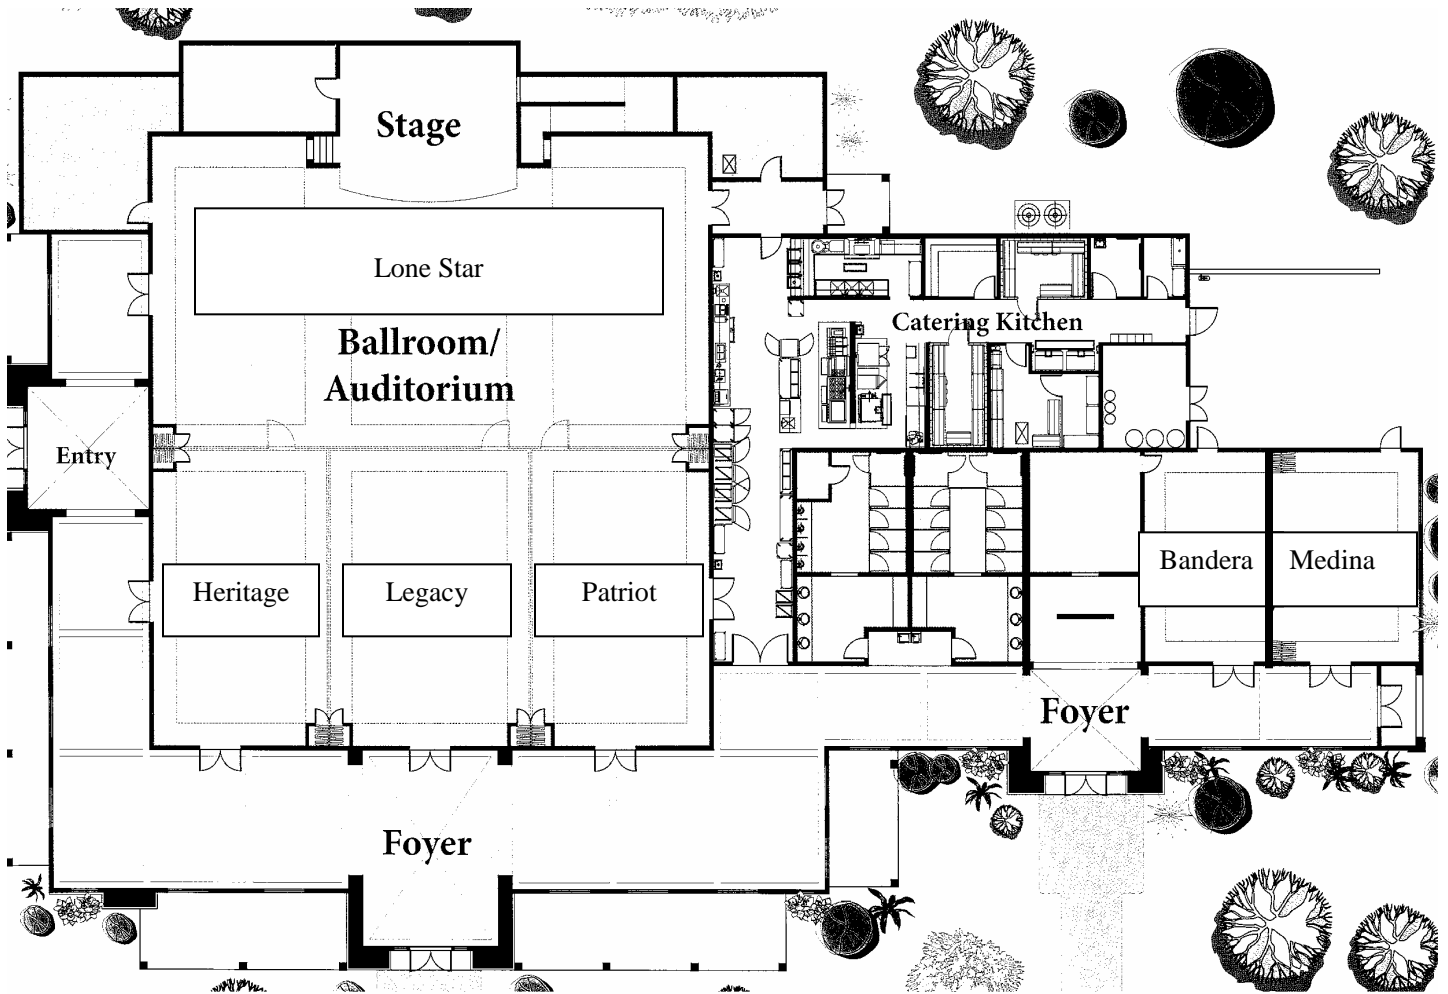 Stage
Lone Star
Ballroom/
Auditorium
Catering Kitchen
Entry
Heritage
Legacy
Patriot
Bandera
Medina
Foyer
Foyer